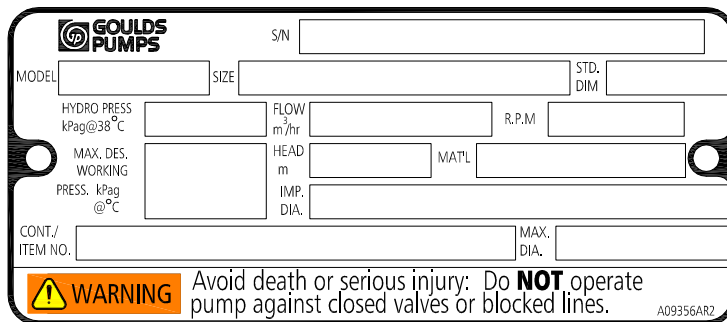 GOULDS PUMPS
S/N
MODEL SIZE STD. DIM
HYDRO PRESS kPag@38°C FLOW m³/hr R.P.M
MAX. DES. WORKING PRESS. kPag @°C HEAD m MAT'L
IMP. DIA.
CONT./ ITEM NO. MAX. DIA.
WARNING
Avoid death or serious injury: Do NOT operate
pump against closed valves or blocked lines.
A09356AR2